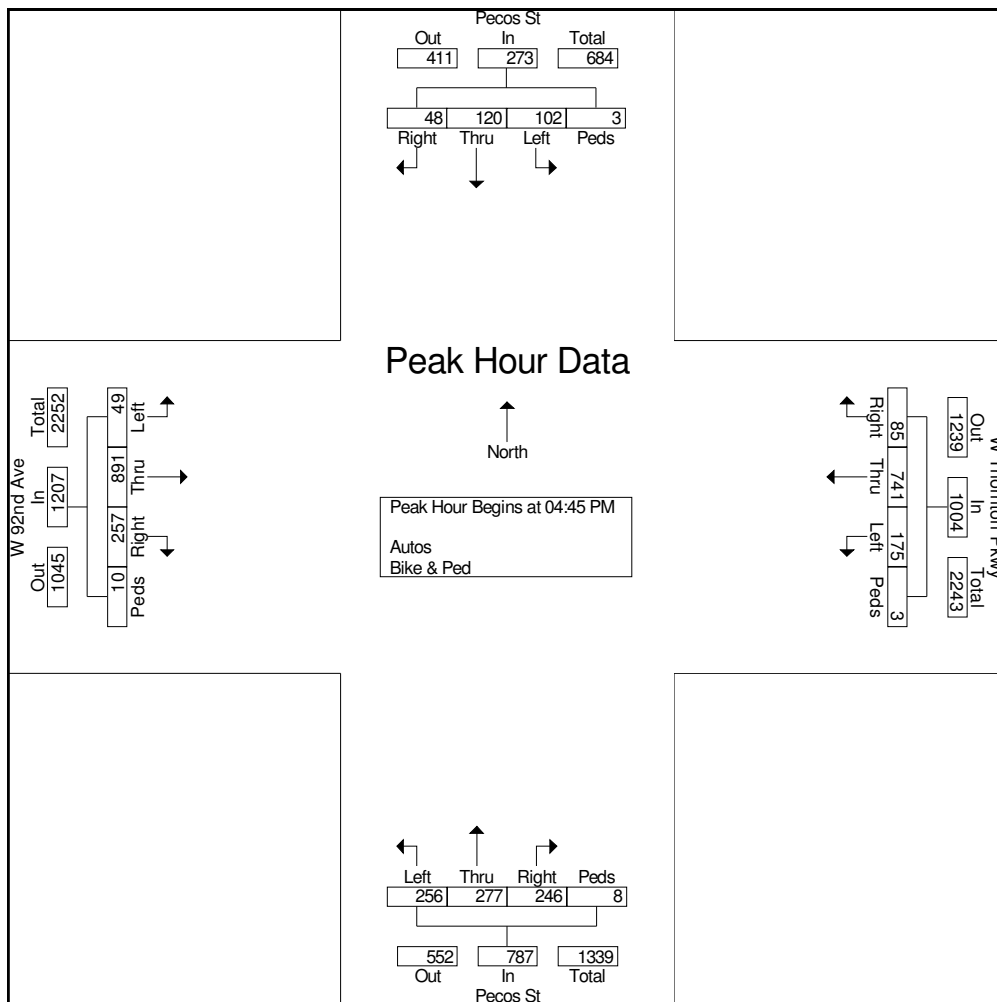 Pecos St
Out In Total
411 273 684
48 120 102 3
Right Thru Left Peds
Peak Hour Data
North
Peak Hour Begins at 04:45 PM
Autos
Bike & Ped
W 92nd Ave
Out In Total
1045 1207 2252
10 257 891 49
Peds Right Thru Left
W Thornton Pkwy
Out In Total
1239 1004 2243
85 741 175 3
Right Thru Left Peds
Left Thru Right Peds
256 277 246 8
552 787 1339
Out In Total
Pecos St